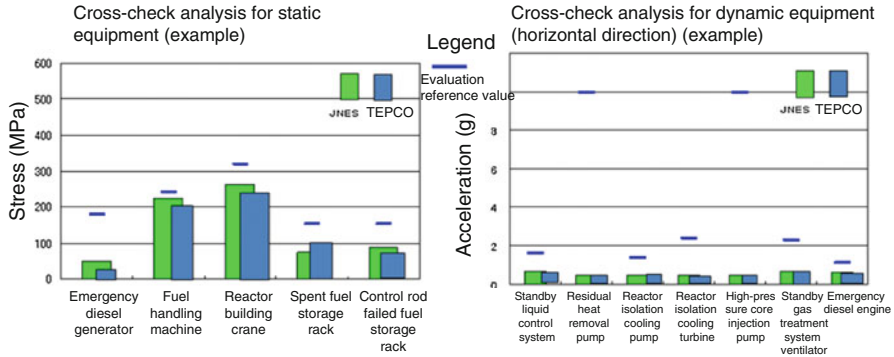 Cross-check analysis for static
equipment (example)
Stress (MPa)
600
500
400
300
200
100
0
JNES TEPCO
Emergency
diesel
generator
Fuel
handling
machine
Reactor
building
crane
Spent fuel
storage
rack
Control rod
failed fuel
storage
rack
Legend
Evaluation
reference value
Cross-check analysis for dynamic equipment
(horizontal direction) (example)
Acceleration (g)
8
6
4
2
0
JNES TEPCO
Standby
liquid
control
system
Residual
heat
removal
pump
Reactor
isolation
cooling
pump
Reactor
isolation
cooling
turbine
High-pres
sure core
injection
pump
Standby
gas
treatment
system
ventilator
Emergency
diesel engine